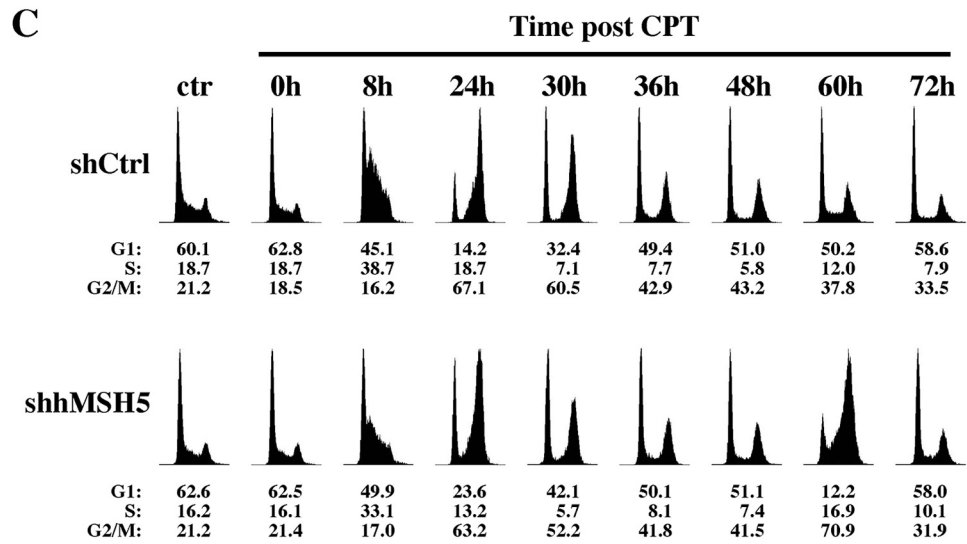 C
Time post CPT
ctr 0h 8h 24h 30h 36h 48h 60h 72h
shCtrl
G1: 60.1 62.8 45.1 14.2 32.4 49.4 51.0 50.2 58.6
S: 18.7 18.7 38.7 18.7 7.1 7.7 5.8 12.0 7.9
G2/M: 21.2 18.5 16.2 67.1 60.5 42.9 43.2 37.8 33.5
shhMSH5
G1: 62.6 62.5 49.9 23.6 42.1 50.1 51.1 12.2 58.0
S: 16.2 16.1 33.1 13.2 5.7 8.1 7.4 16.9 10.1
G2/M: 21.2 21.4 17.0 63.2 52.2 41.8 41.5 70.9 31.9